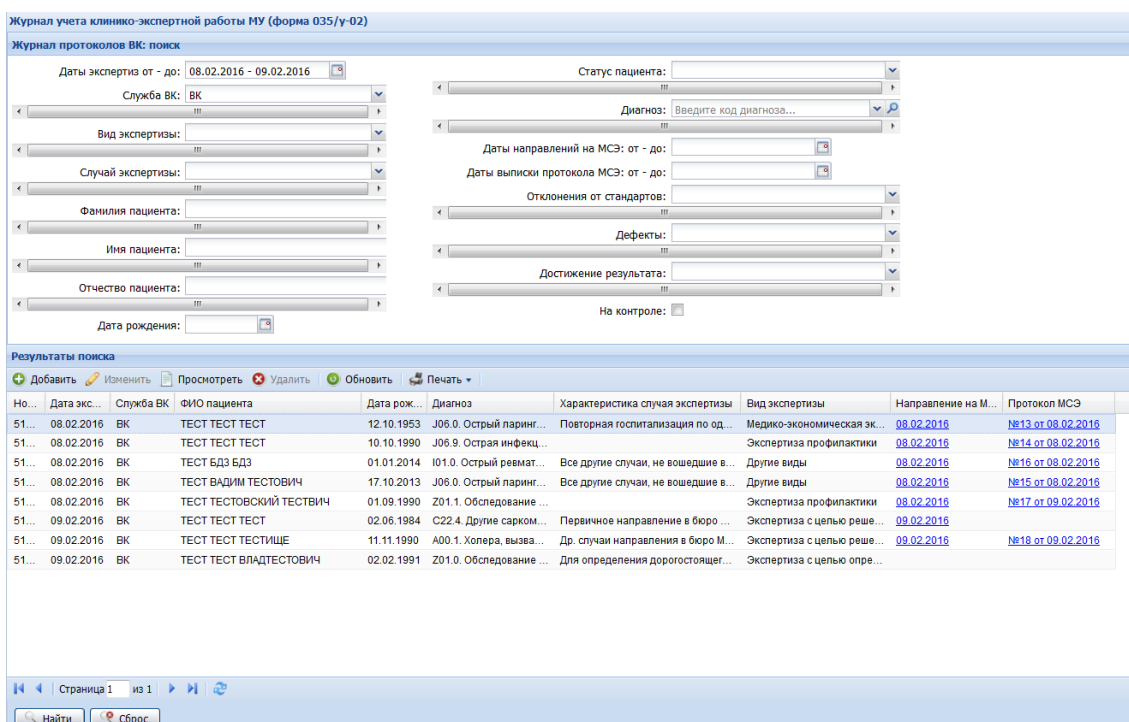 Журнал учета клинико-экспертной работы МУ (форма 035/у-02)
Журнал протоколов ВК: поиск
Даты экспертиз от - до: 08.02.2016 - 09.02.2016
Служба ВК: ВК
Вид экспертизы:
Случай экспертизы:
Фамилия пациента:
Имя пациента:
Отчество пациента:
Дата рождения:
Статус пациента:
Диагноз: Введите код диагноза...
Даты направлений на МСЭ: от - до:
Даты выписки протокола МСЭ: от - до:
Отклонения от стандартов:
Дефекты:
Достижение результата:
На контроле:
Результаты поиска
Добавить Изменить Просмотреть Удалить Обновить Печать
Но... Дата экс... Служба ВК ФИО пациента Дата рож... Диагноз Характеристика случая экспертизы Вид экспертизы Направление на М... Протокол МСЭ
51... 08.02.2016 ВК ТЕСТ ТЕСТ ТЕСТ 12.10.1953 J06.0. Острый ларинг... Повторная госпитализация по од... Медико-экономическая эк... 08.02.2016 №13 от 08.02.2016
51... 08.02.2016 ВК ТЕСТ ТЕСТ ТЕСТ 10.10.1990 J06.9. Острая инфекц... Экспертиза профилактики 08.02.2016 №14 от 08.02.2016
51... 08.02.2016 ВК ТЕСТ БДЗ БДЗ 01.01.2014 I01.0. Острый ревмат... Все другие случаи, не вошедшие в... Другие виды 08.02.2016 №16 от 08.02.2016
51... 08.02.2016 ВК ТЕСТ ВАДИМ ТЕСТОВИЧ 17.10.2013 J06.0. Острый ларинг... Все другие случаи, не вошедшие в... Другие виды 08.02.2016 №15 от 08.02.2016
51... 08.02.2016 ВК ТЕСТ ТЕСТОВСКИЙ ТЕСТВИЧ 01.09.1990 Z01.1. Обследование ... Экспертиза профилактики 08.02.2016 №17 от 09.02.2016
51... 09.02.2016 ВК ТЕСТ ТЕСТ ТЕСТ 02.06.1984 C22.4. Другие сарком... Первичное направление в бюро ... Экспертиза с целью реше... 09.02.2016
51... 09.02.2016 ВК ТЕСТ ТЕСТ ТЕСТИЩЕ 11.11.1990 A00.1. Холера, вызва... Др. случаи направления в бюро М... Экспертиза с целью реше... 09.02.2016 №18 от 09.02.2016
51... 09.02.2016 ВК ТЕСТ ТЕСТ ВЛАДТЕСТОВИЧ 02.02.1991 Z01.0. Обследование ... Для определения дорогостоящег... Экспертиза с целью опре...
Страница 1 из 1
Найти Сброс